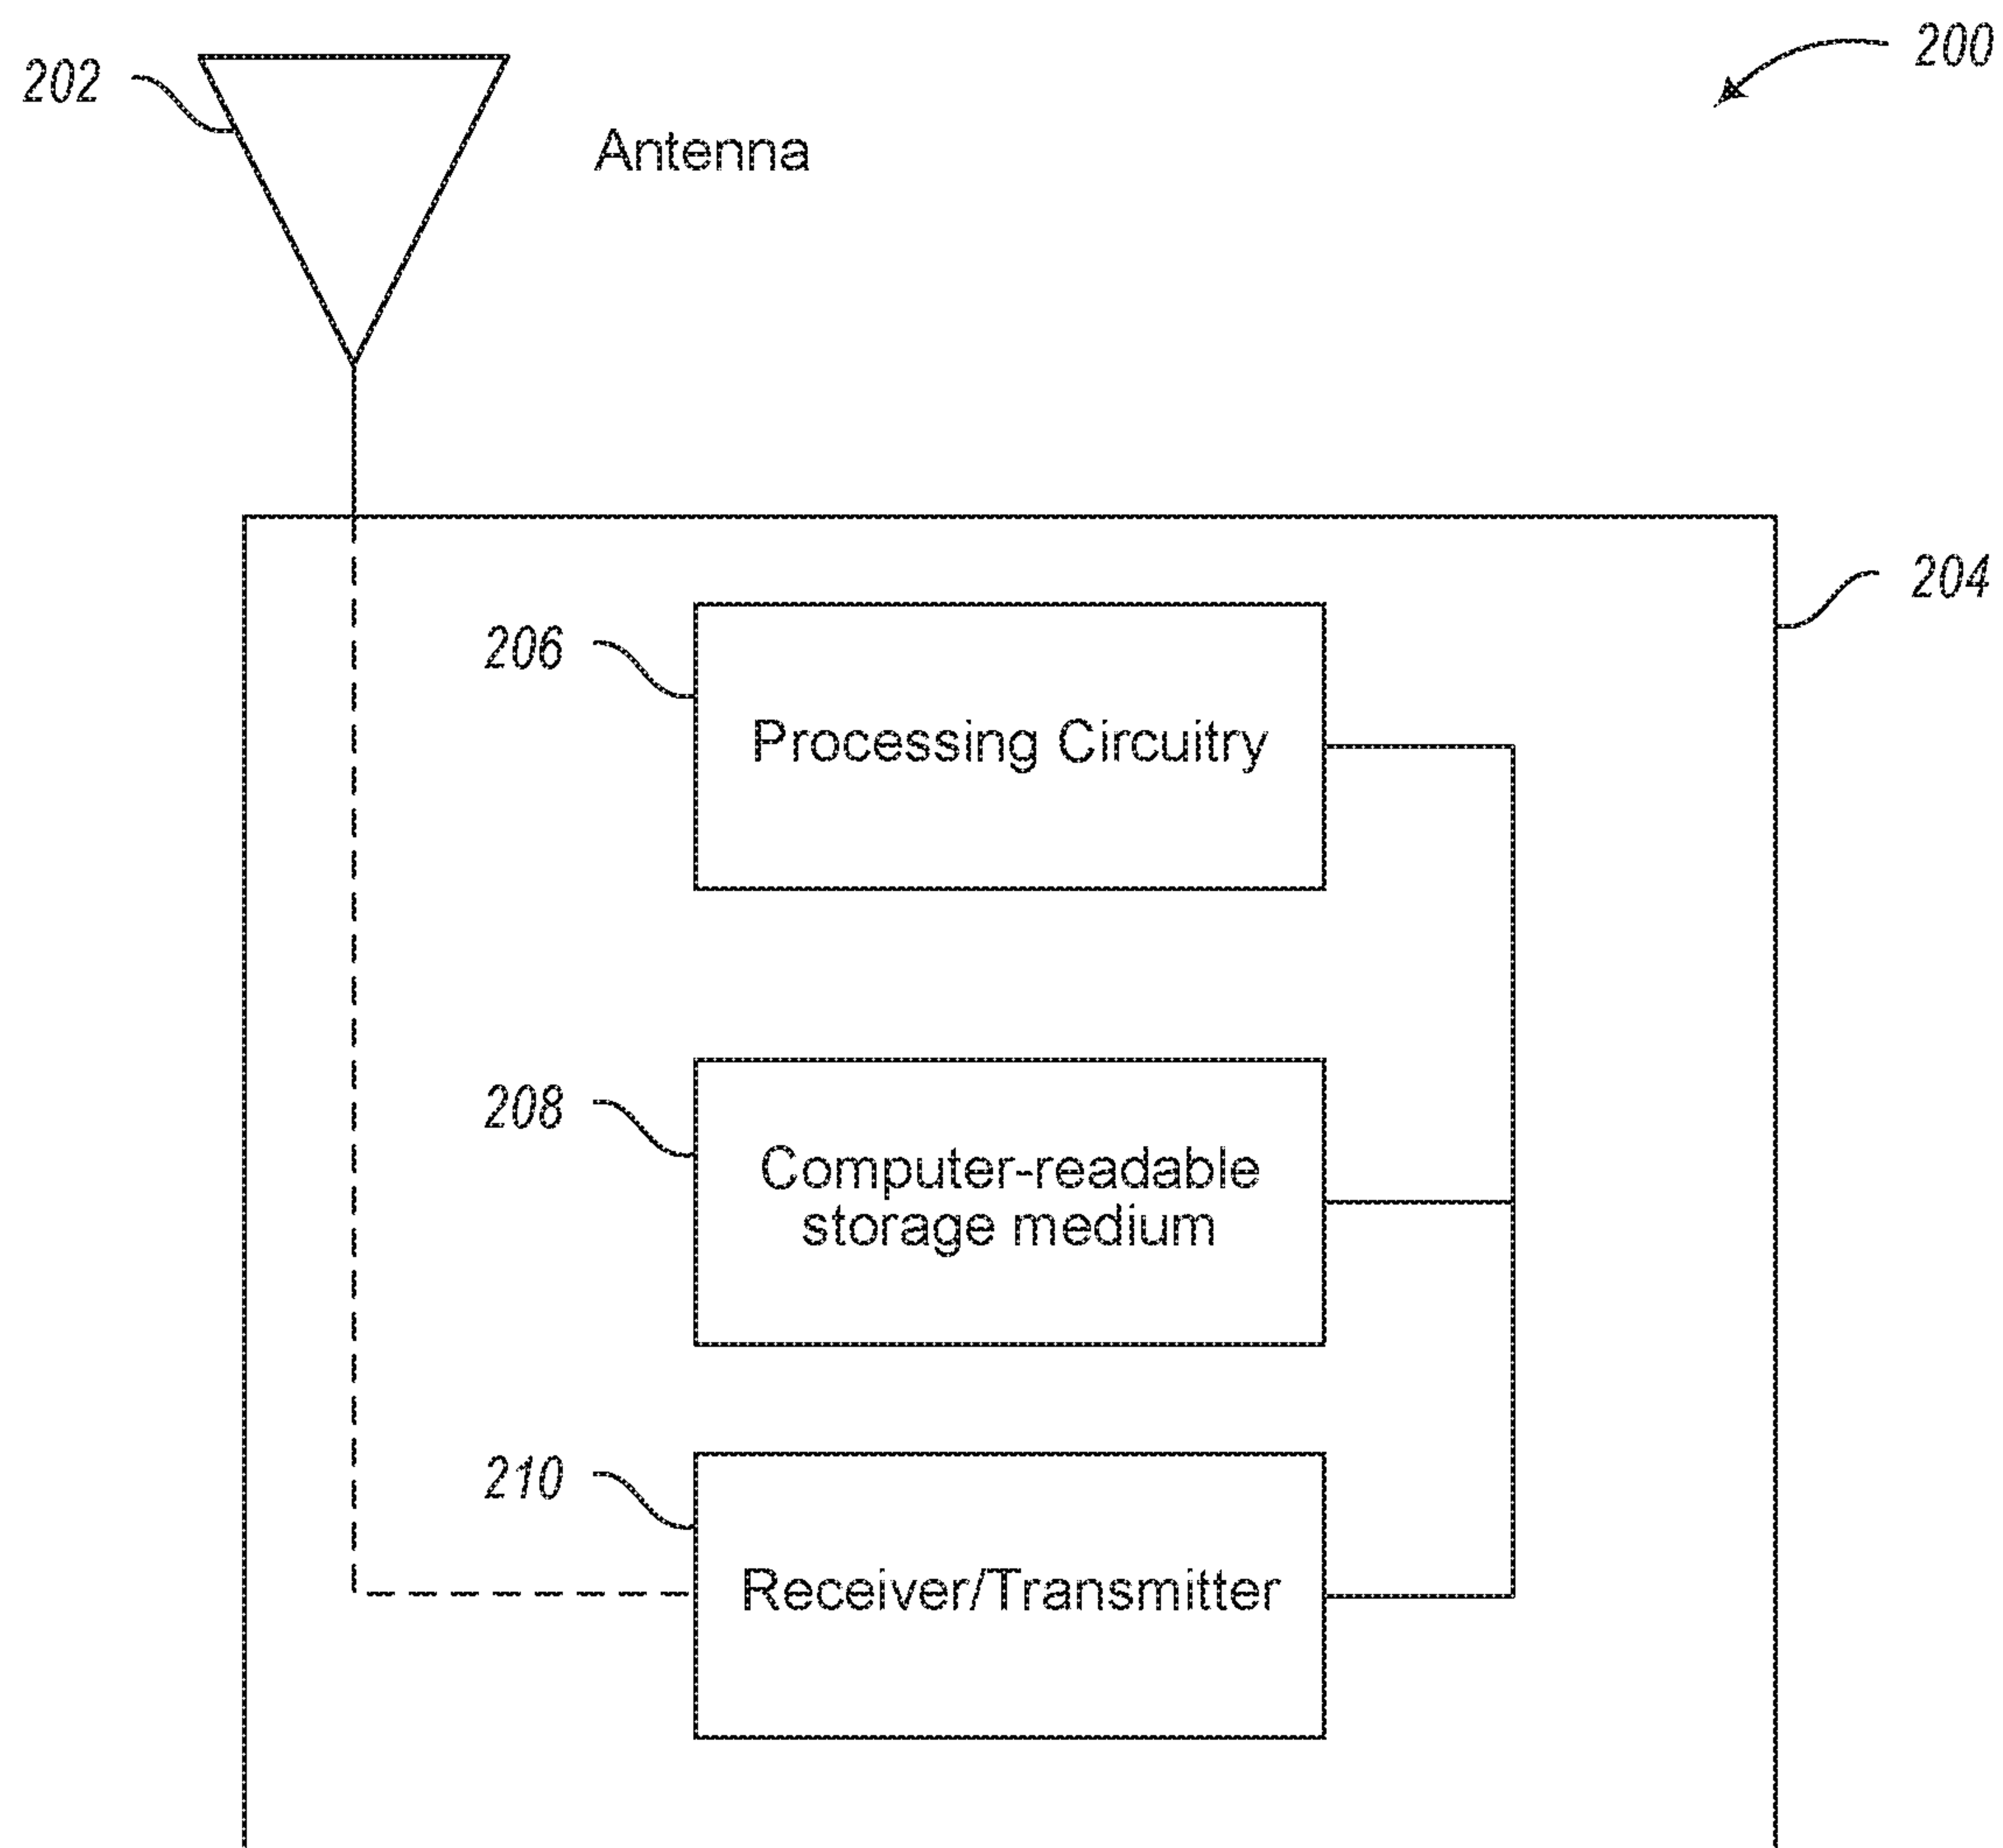 200
202
Antenna
204
206
Processing Circuitry
208
Computer-readable
storage medium
210
Receiver/Transmitter